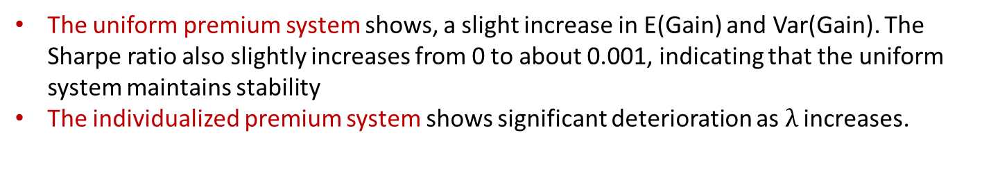 • The uniform premium system shows, a slight increase in E(Gain) and Var(Gain). The
Sharpe ratio also slightly increases from 0 to about 0.001, indicating that the uniform
system maintains stability
• The individualized premium system shows significant deterioration as λ increases.